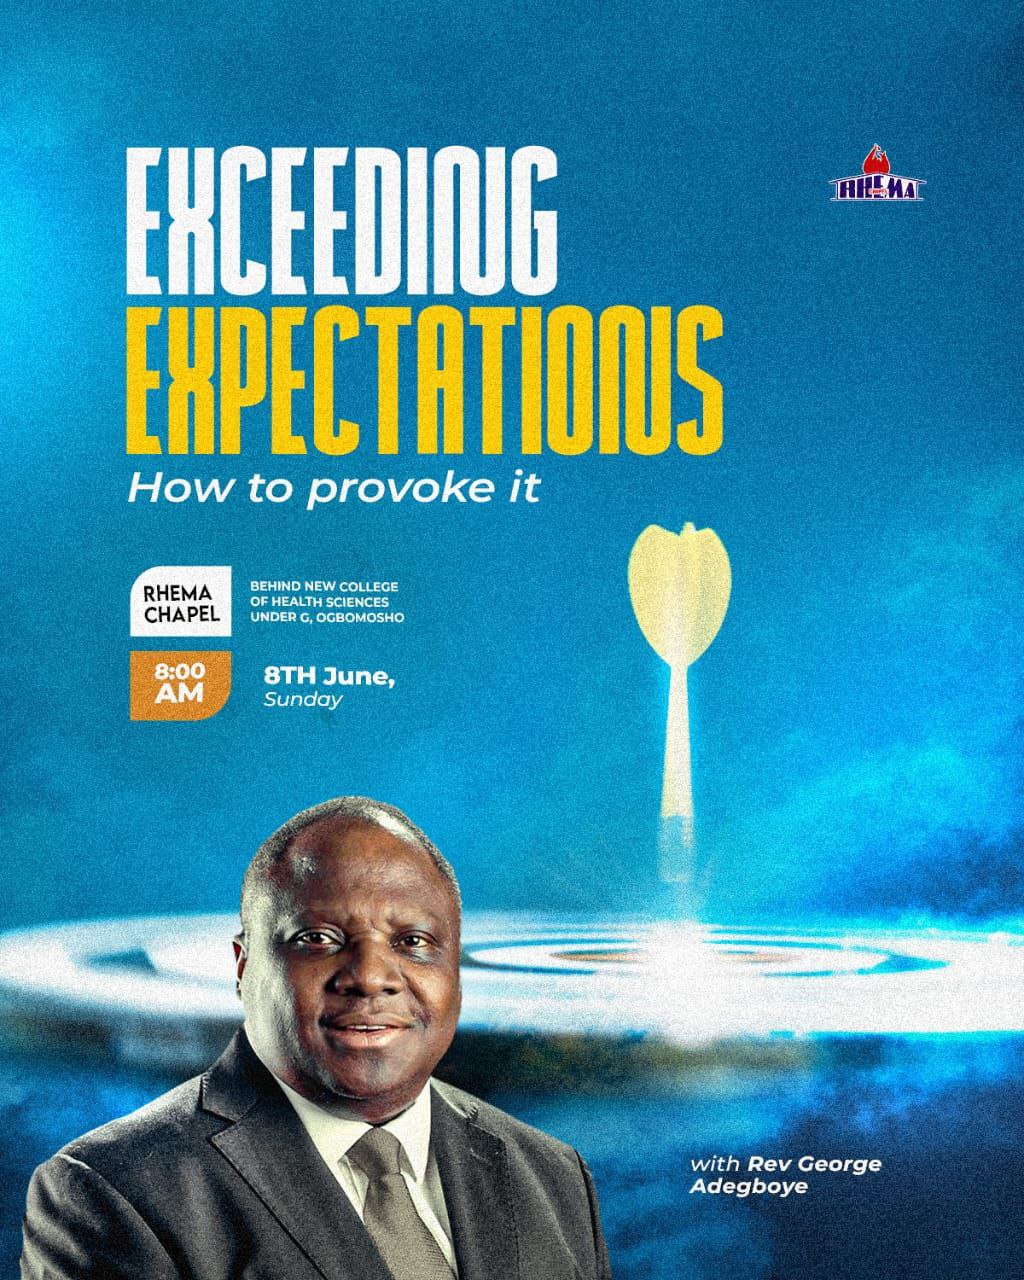 EXCEEDING
EXPECTATIONS
How to provoke it
RHEMA
RHEMA
CHAPEL
BEHIND NEW COLLEGE
OF HEALTH SCIENCES
UNDER G, OGBOMOSHO
8:00
AM
8TH June,
Sunday
with Rev George
Adegboye